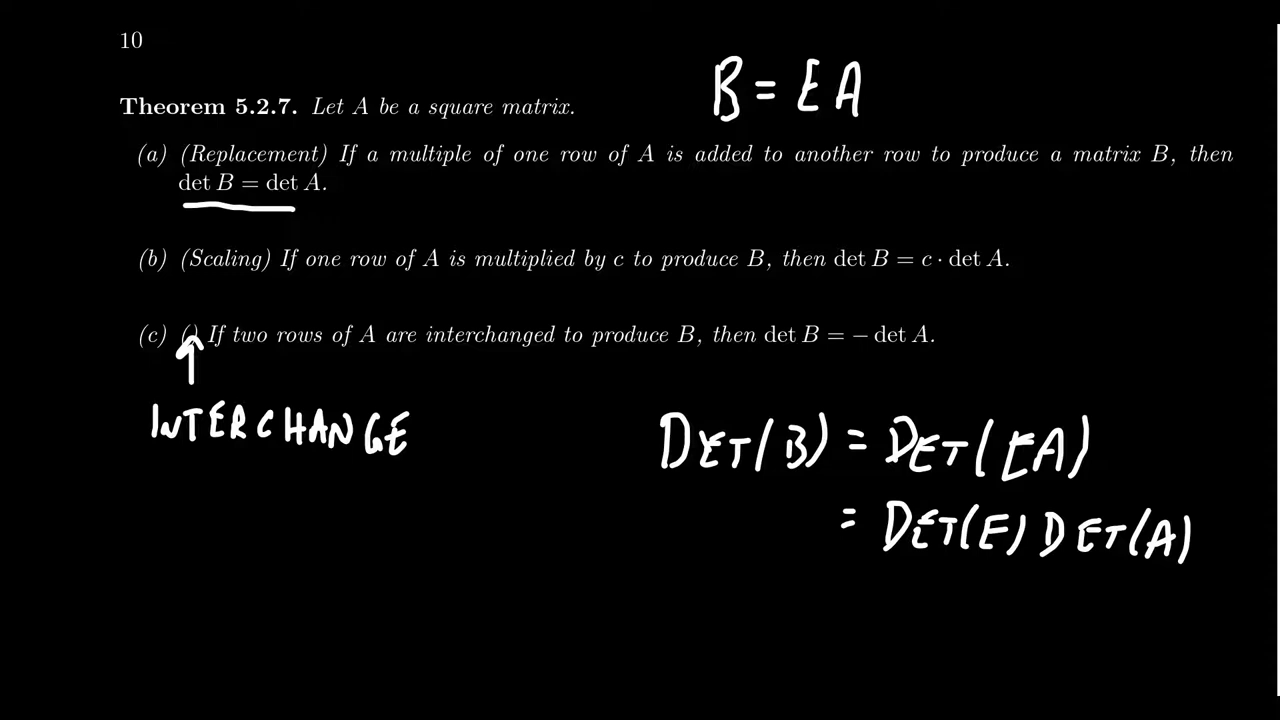 10
B = EA
Theorem 5.2.7. Let A be a square matrix.
(a) (Replacement) If a multiple of one row of A is added to another row to produce a matrix B, then
det B = det A.
(b) (Scaling) If one row of A is multiplied by c to produce B, then det B = c · det A.
(c) () If two rows of A are interchanged to produce B, then det B = − det A.
INTERCHANGE
DET(B) = DET(EA)
= DET(E) DET(A)